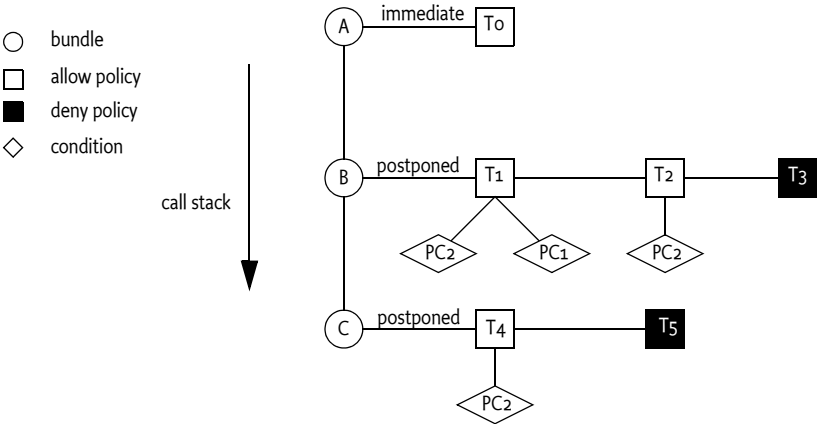 bundle
allow policy
deny policy
condition
call stack
A immediate T0
B postponed T1 T2 T3
PC2 PC1 PC2
C postponed T4 T5
PC2